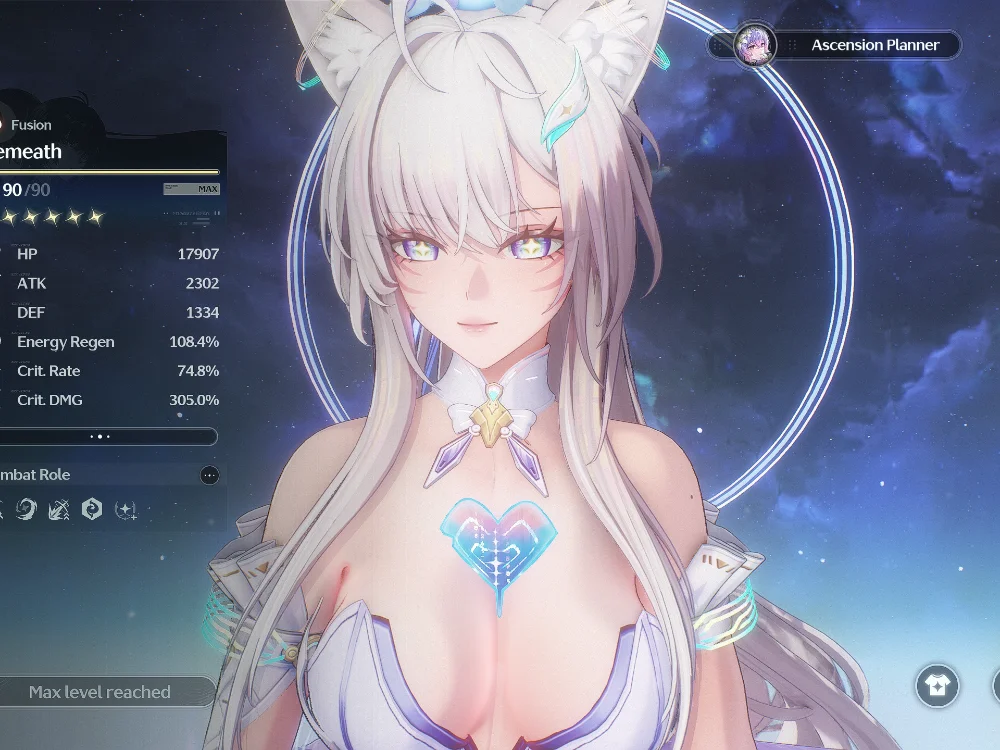 Ascension Planner
Fusion
emeath
90/90
MAX
HP 17907
ATK 2302
DEF 1334
Energy Regen 108.4%
Crit. Rate 74.8%
Crit. DMG 305.0%
mbat Role
Max level reached